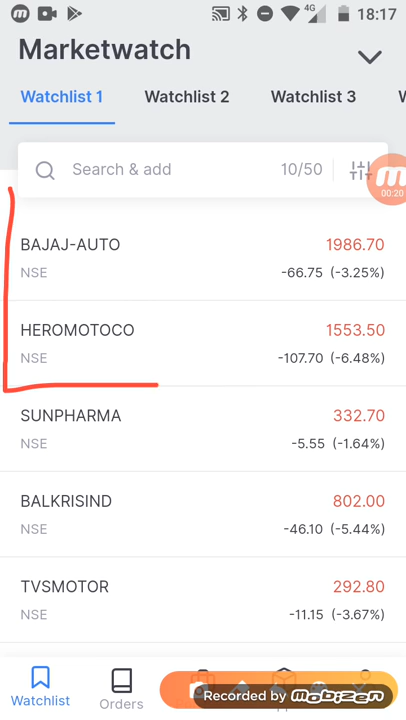 4G 18:17
Marketwatch
Watchlist 1 Watchlist 2 Watchlist 3
Search & add 10/50
00:20
BAJAJ-AUTO 1986.70
NSE -66.75 (-3.25%)
HEROMOTOCO 1553.50
NSE -107.70 (-6.48%)
SUNPHARMA 332.70
NSE -5.55 (-1.64%)
BALKRISIND 802.00
NSE -46.10 (-5.44%)
TVSMOTOR 292.80
NSE -11.15 (-3.67%)
Watchlist Orders
Recorded by mobizen